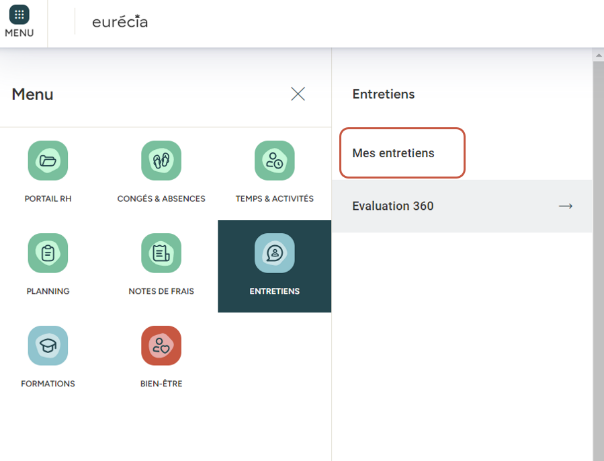 MENU
eurécia
Menu
PORTAIL RH
CONGÉS & ABSENCES
TEMPS & ACTIVITÉS
PLANNING
NOTES DE FRAIS
ENTRETIENS
FORMATIONS
BIEN-ÊTRE
Entretiens
Mes entretiens
Evaluation 360